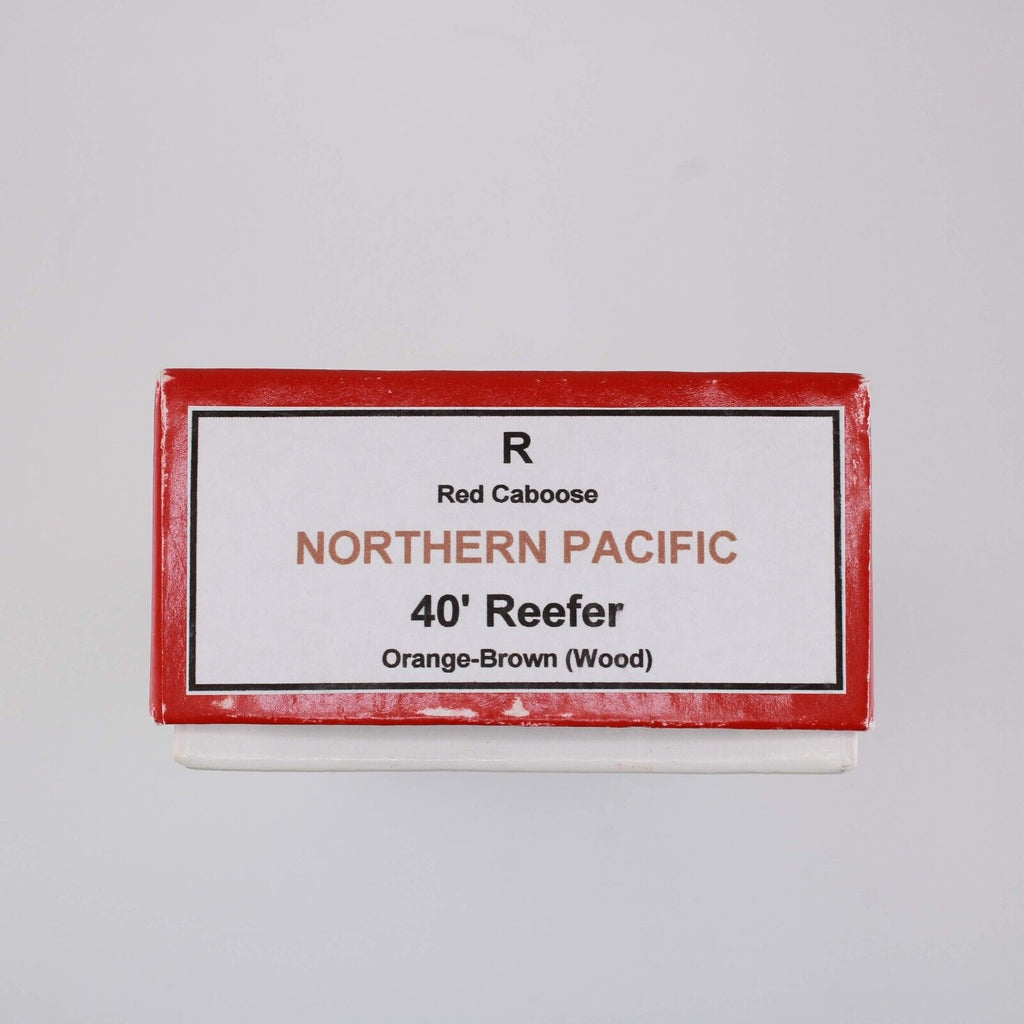 R
Red Caboose
NORTHERN PACIFIC
40' Reefer
Orange-Brown (Wood)